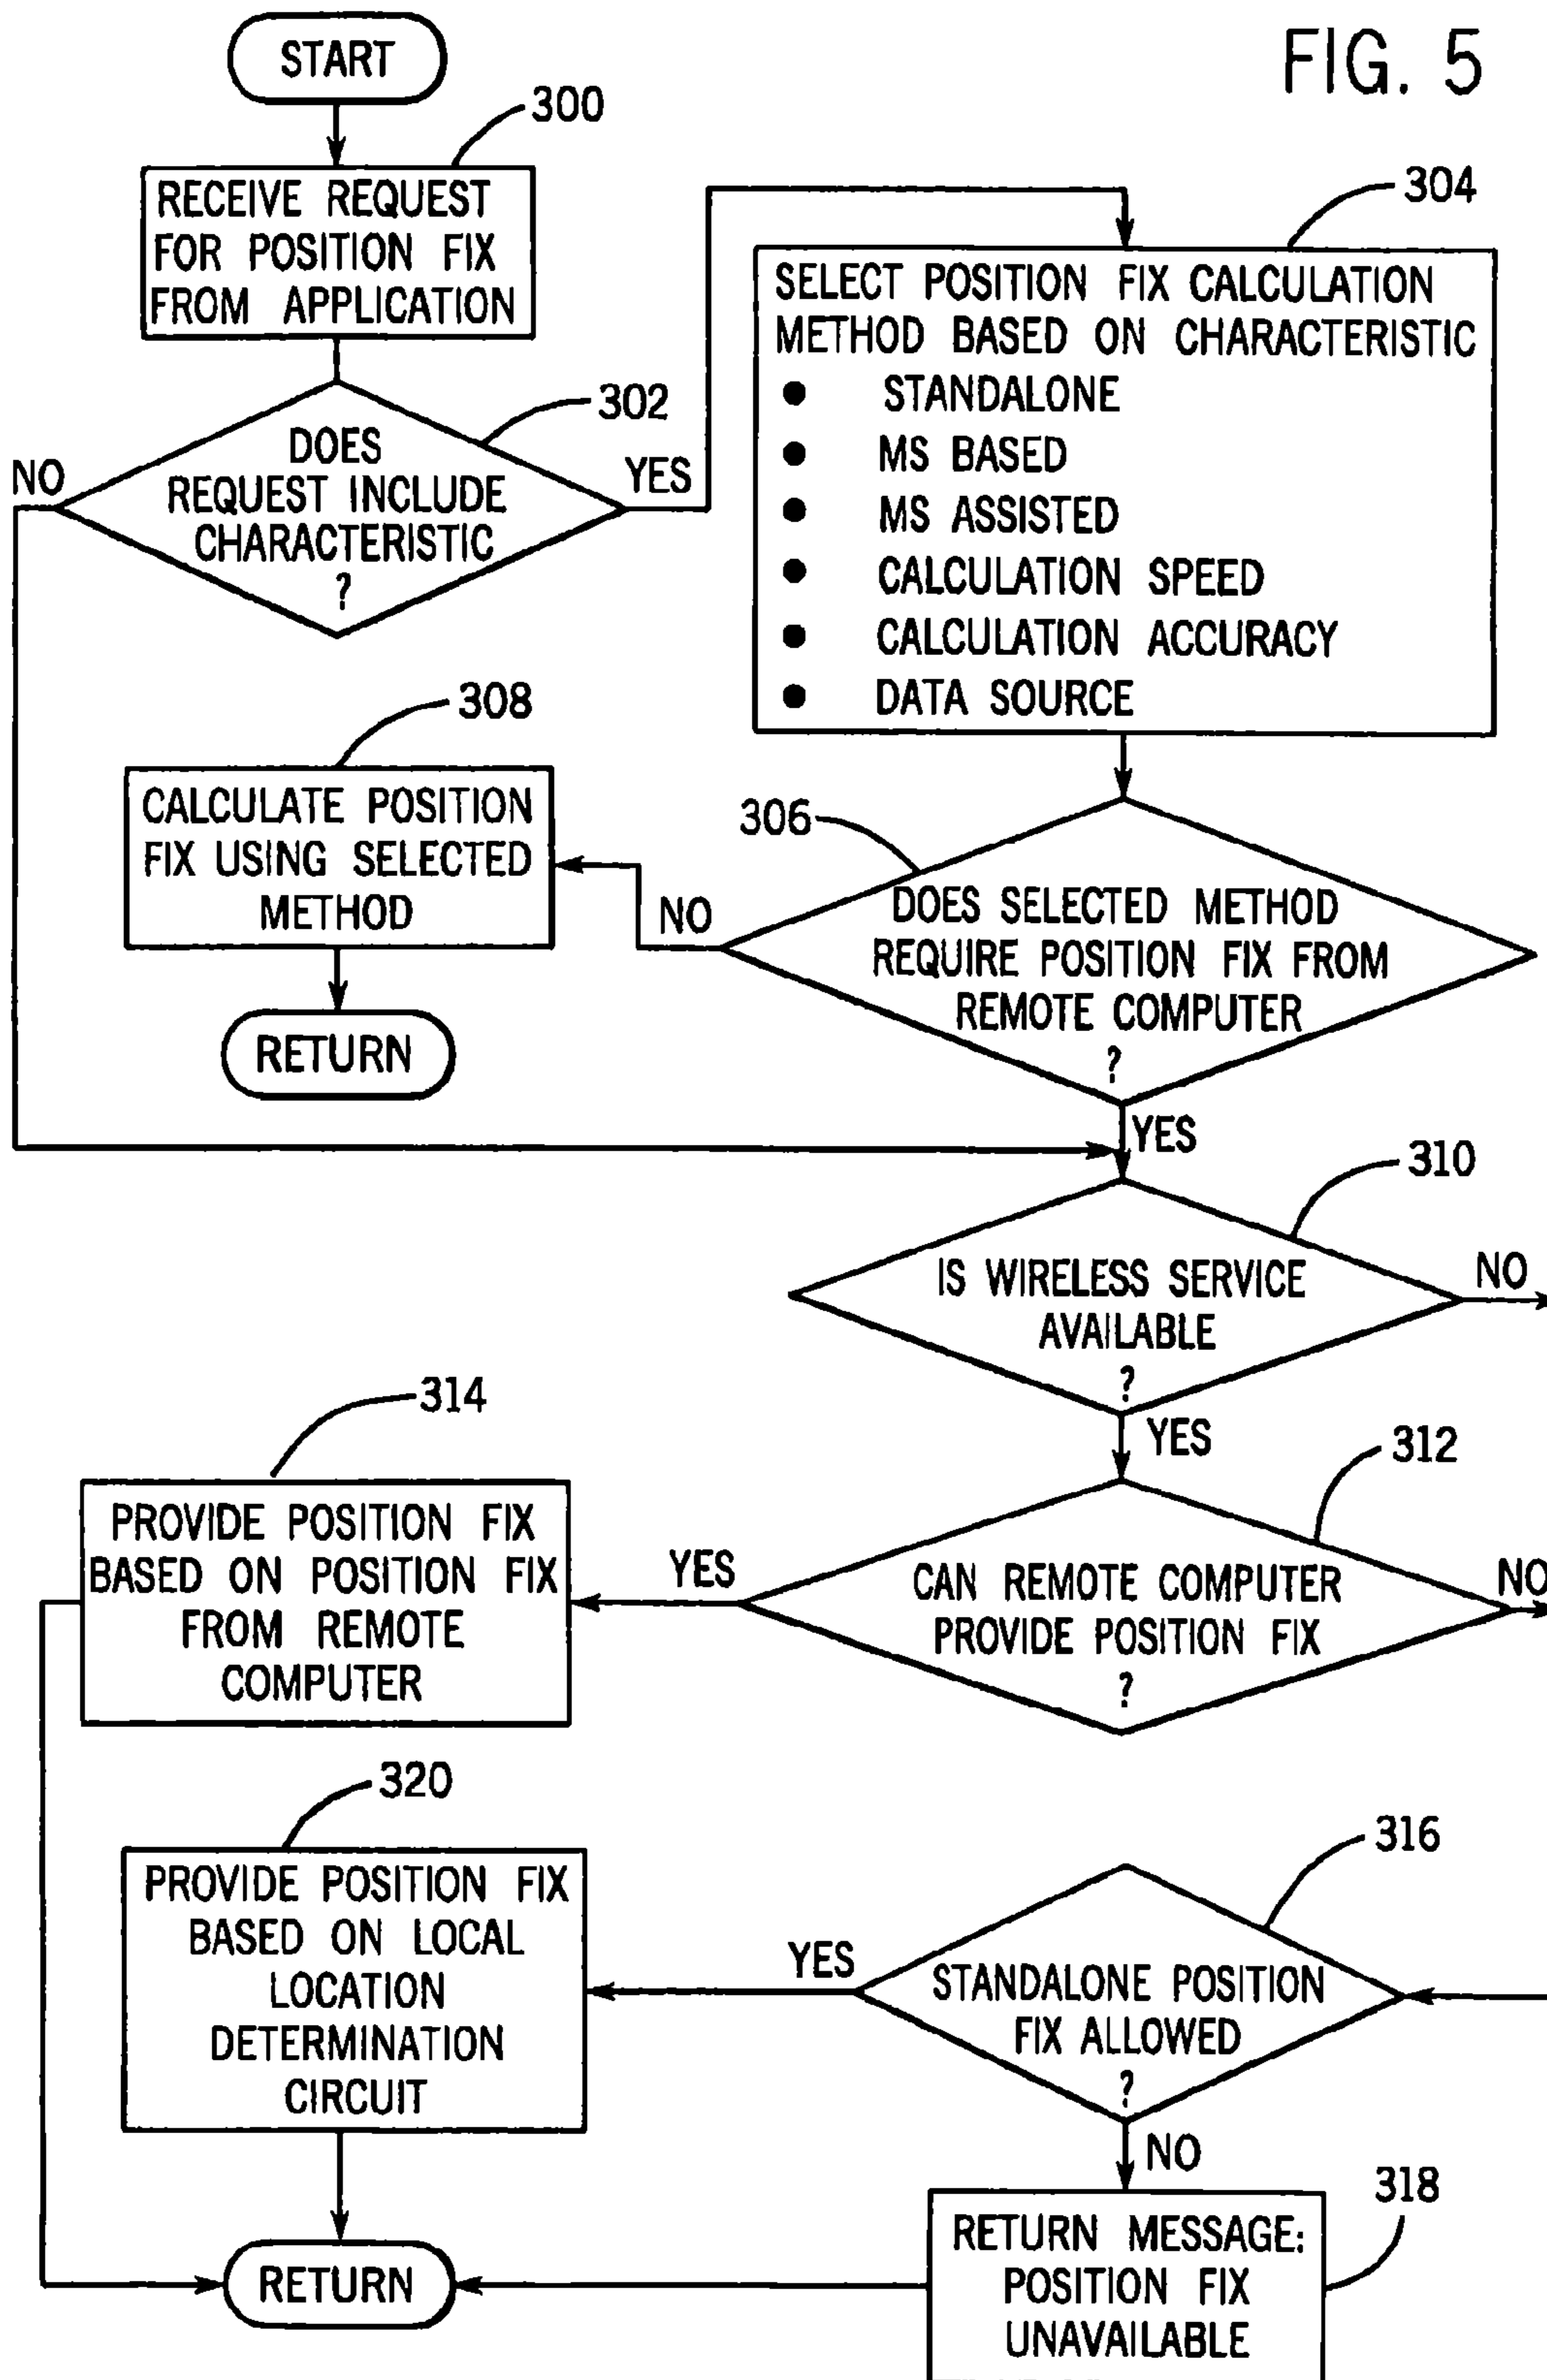 START
FIG. 5
300
RECEIVE REQUEST
FOR POSITION FIX
FROM APPLICATION
302
DOES
REQUEST INCLUDE
CHARACTERISTIC
?
NO
YES
304
SELECT POSITION FIX CALCULATION
METHOD BASED ON CHARACTERISTIC
● STANDALONE
● MS BASED
● MS ASSISTED
● CALCULATION SPEED
● CALCULATION ACCURACY
● DATA SOURCE
308
CALCULATE POSITION
FIX USING SELECTED
METHOD
RETURN
306
DOES SELECTED METHOD
REQUIRE POSITION FIX FROM
REMOTE COMPUTER
?
NO
YES
310
IS WIRELESS SERVICE
AVAILABLE
?
NO
YES
312
CAN REMOTE COMPUTER
PROVIDE POSITION FIX
?
YES
NO
314
PROVIDE POSITION FIX
BASED ON POSITION FIX
FROM REMOTE
COMPUTER
320
PROVIDE POSITION FIX
BASED ON LOCAL
LOCATION
DETERMINATION
CIRCUIT
316
STANDALONE POSITION
FIX ALLOWED
?
YES
NO
318
RETURN MESSAGE:
POSITION FIX
UNAVAILABLE
RETURN